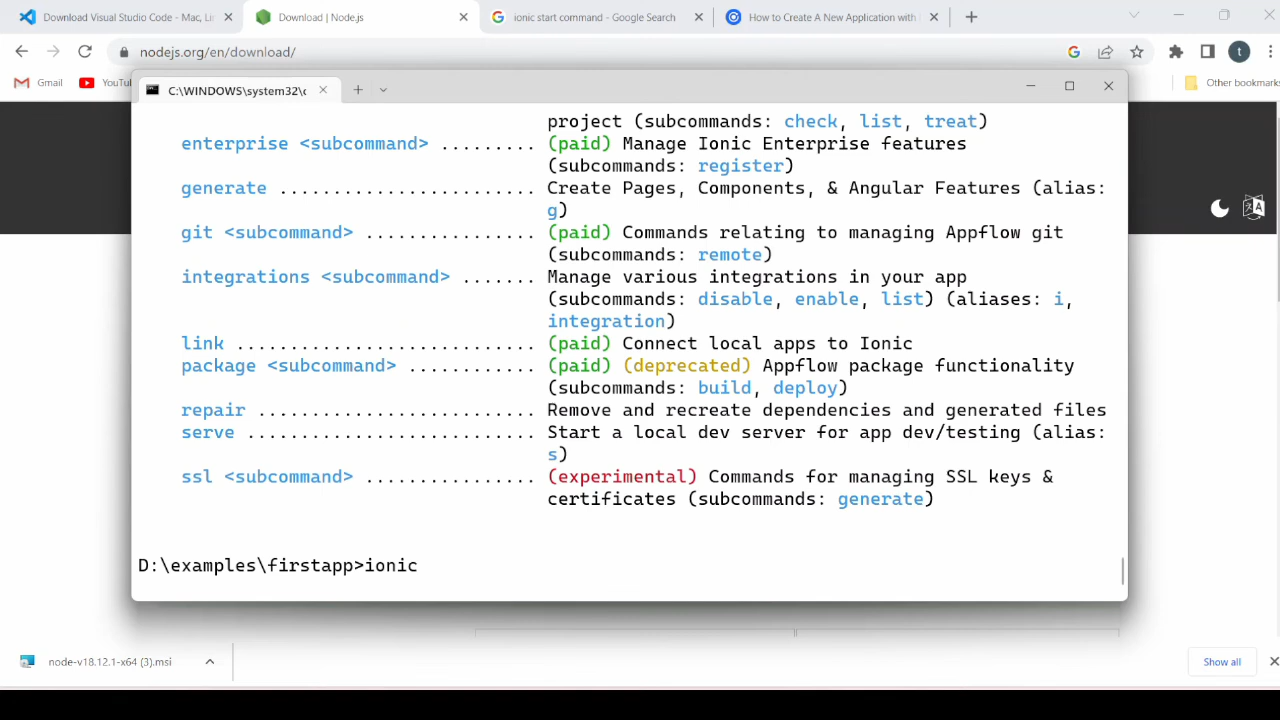 Download Visual Studio Code - Mac, Li
Download | Node.js
ionic start command - Google Search
How to Create A New Application with
nodejs.org/en/download/
t
Gmail
YouTu
Other bookmarks
C:\WINDOWS\system32\c
project (subcommands: check, list, treat)
enterprise <subcommand> ......... (paid) Manage Ionic Enterprise features
(subcommands: register)
generate ........................ Create Pages, Components, & Angular Features (alias:
g)
git <subcommand> ................ (paid) Commands relating to managing Appflow git
(subcommands: remote)
integrations <subcommand> ....... Manage various integrations in your app
(subcommands: disable, enable, list) (aliases: i,
integration)
link ............................ (paid) Connect local apps to Ionic
package <subcommand> ............ (paid) (deprecated) Appflow package functionality
(subcommands: build, deploy)
repair .......................... Remove and recreate dependencies and generated files
serve ........................... Start a local dev server for app dev/testing (alias:
s)
ssl <subcommand> ................ (experimental) Commands for managing SSL keys &
certificates (subcommands: generate)
D:\examples\firstapp>ionic
node-v18.12.1-x64 (3).msi
Show all